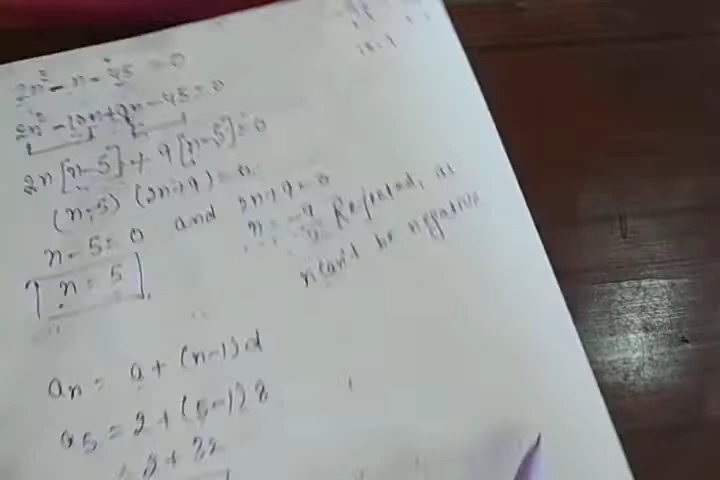 2n² - n - 45 = 0
2n² - 10n + 9n - 45 = 0
2n[n-5] + 9[n-5] = 0
(n-5) (2n+9) = 0
n - 5 = 0 and 2n+9=0
n = 5
n = -9/2 Rejected, as
n can't be negative
an = a + (n-1)d
a5 = 2 + (5-1)8
= 2 + 32